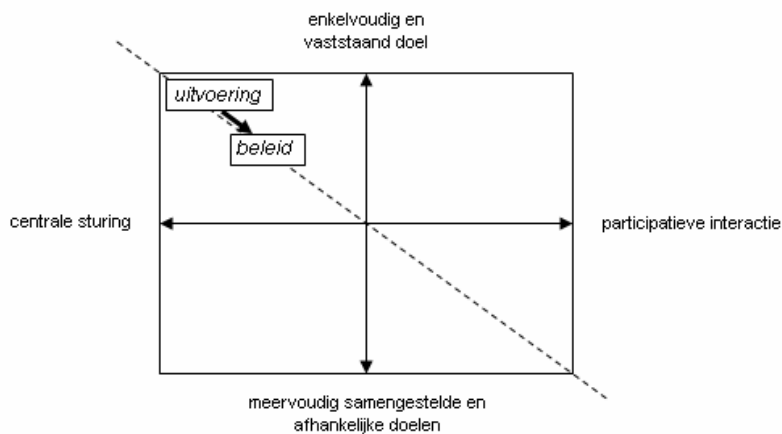 enkelvoudig en
vaststaand doel
uitvoering
beleid
centrale sturing
participatieve interactie
meervoudig samengestelde en
afhankelijke doelen